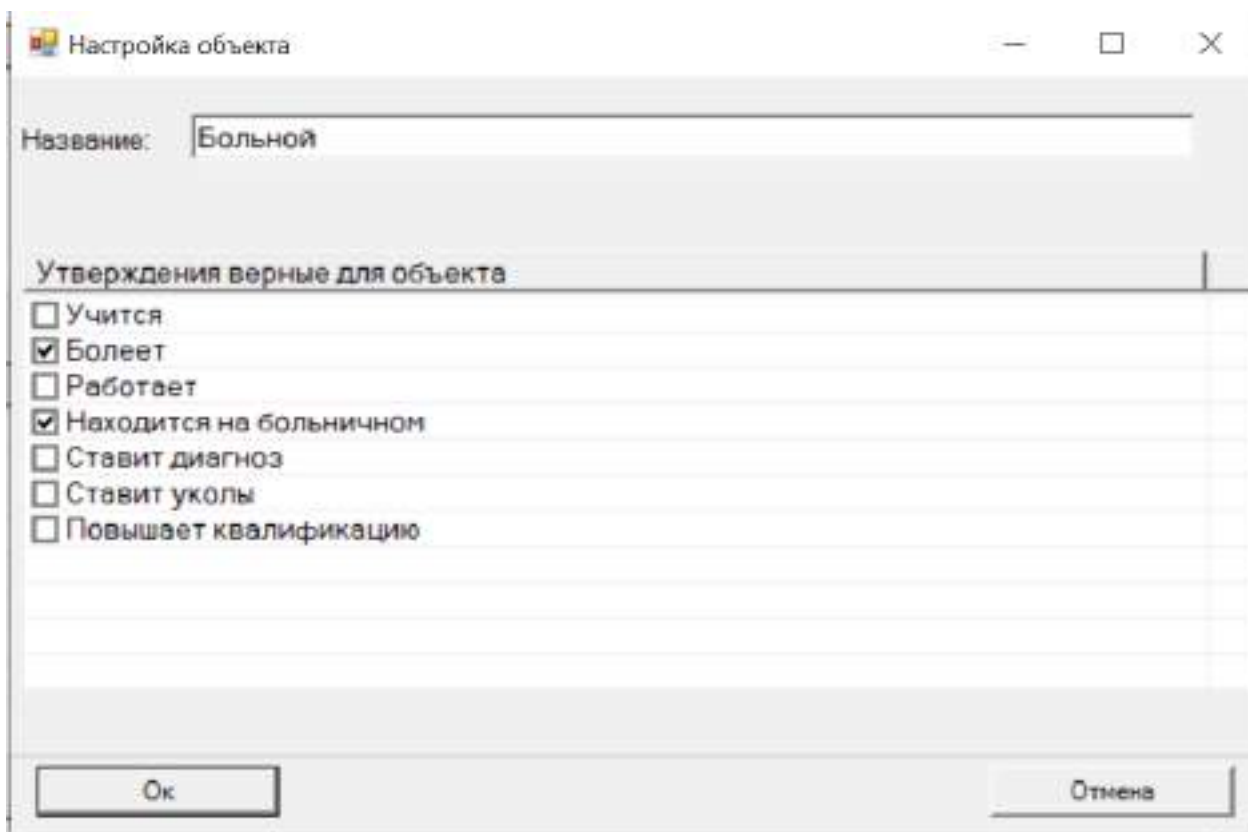 Настройка объекта
Название: Больной
Утверждения верные для объекта
Учится
Болеет
Работает
Находится на больничном
Ставит диагноз
Ставит уколы
Повышает квалификацию
Ок Отмена